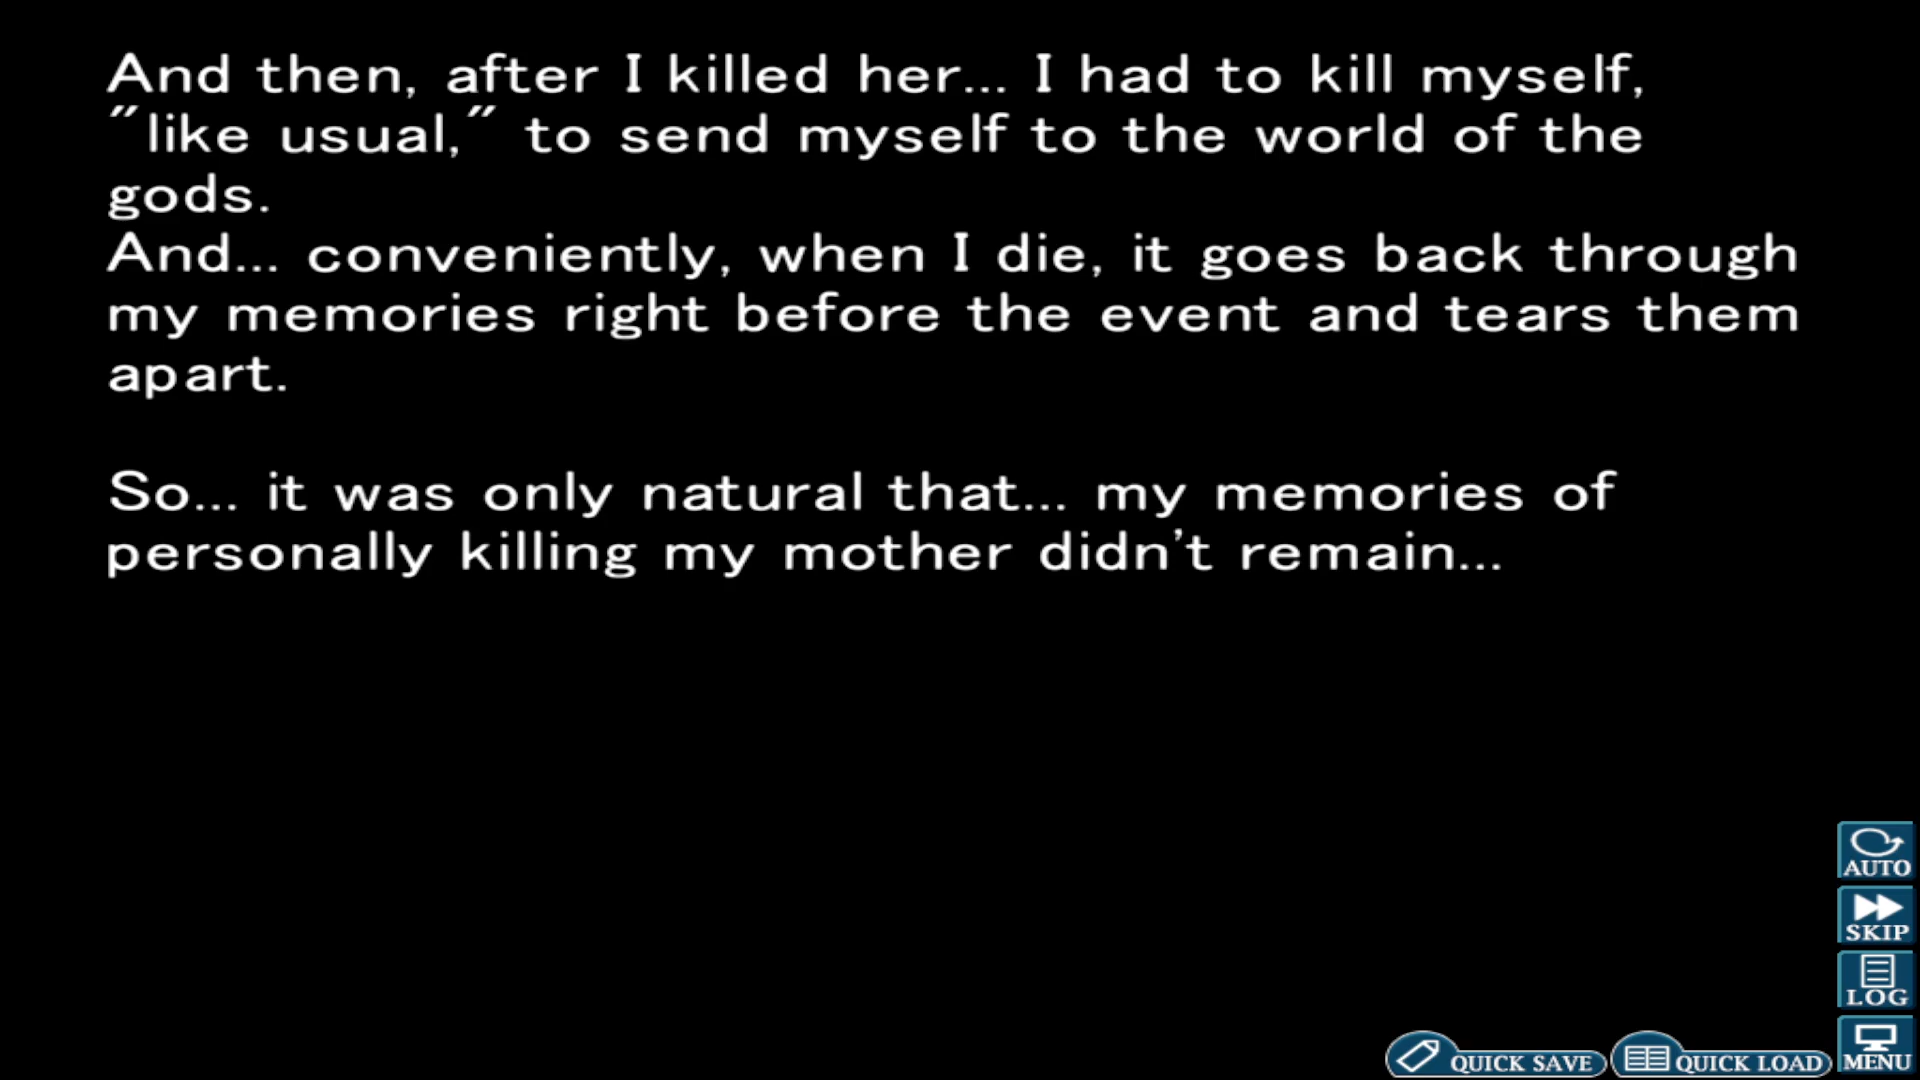 And then, after I killed her... I had to kill myself,
"like usual," to send myself to the world of the
gods.
And... conveniently, when I die, it goes back through
my memories right before the event and tears them
apart.
So... it was only natural that... my memories of
personally killing my mother didn't remain...
AUTO
SKIP
LOG
QUICK SAVE
QUICK LOAD
MENU